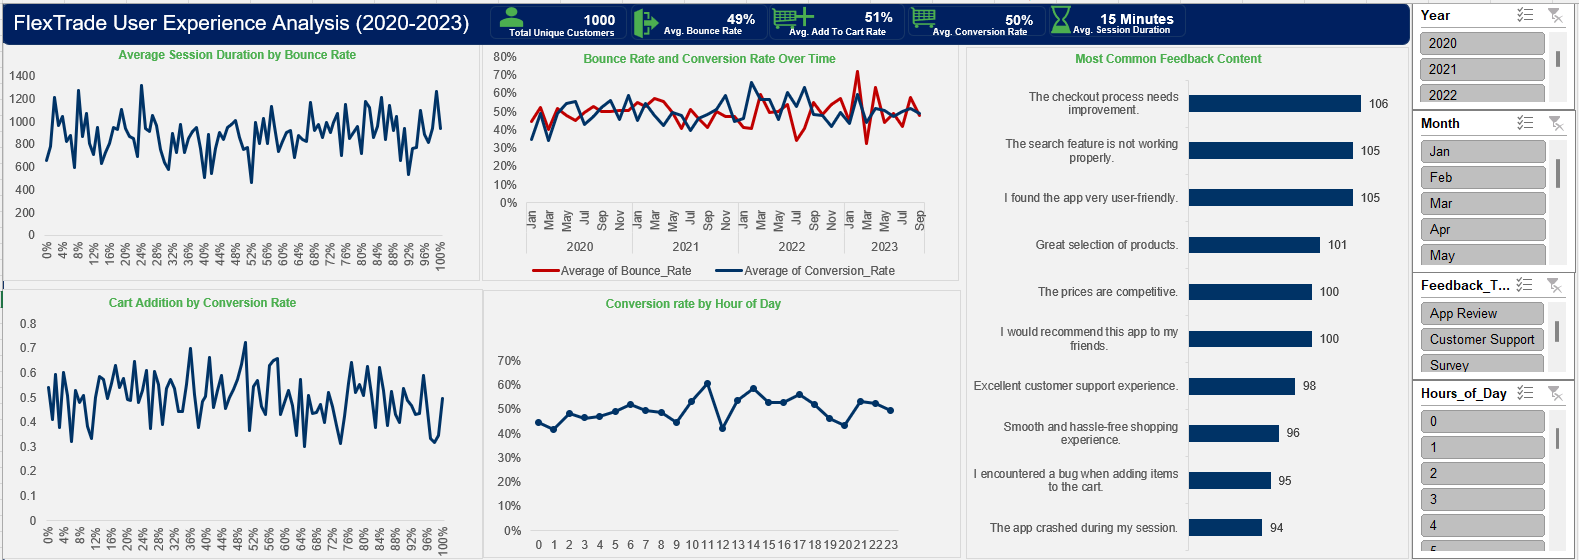 FlexTrade User Experience Analysis (2020-2023)
1000
Total Unique Customers
49%
Avg. Bounce Rate
51%
Avg. Add To Cart Rate
50%
Avg. Conversion Rate
15 Minutes
Avg. Session Duration
Average Session Duration by Bounce Rate
1400
1200
1000
800
600
400
200
0
0% 4% 8% 12% 16% 20% 24% 28% 32% 36% 40% 44% 48% 52% 56% 60% 64% 68% 72% 76% 80% 84% 88% 92% 96% 100%
Bounce Rate and Conversion Rate Over Time
80%
70%
60%
50%
40%
30%
20%
10%
0%
Jan Mar May Jul Sep Nov Jan Mar May Jul Sep Nov Jan Mar May Jul Sep Nov Jan Mar May Jul Sep
2020 2021 2022 2023
Average of Bounce_Rate Average of Conversion_Rate
Cart Addition by Conversion Rate
0.8
0.7
0.6
0.5
0.4
0.3
0.2
0.1
0
0% 4% 8% 12% 16% 20% 24% 28% 32% 36% 40% 44% 48% 52% 56% 60% 64% 68% 72% 76% 80% 84% 88% 92% 96% 100%
Conversion rate by Hour of Day
70%
60%
50%
40%
30%
20%
10%
0%
0 1 2 3 4 5 6 7 8 9 10 11 12 13 14 15 16 17 18 19 20 21 22 23
Most Common Feedback Content
The checkout process needs
improvement.
106
The search feature is not working
properly.
105
I found the app very user-friendly.
105
Great selection of products.
101
The prices are competitive.
100
I would recommend this app to my
friends.
100
Excellent customer support experience.
98
Smooth and hassle-free shopping
experience.
96
I encountered a bug when adding items
to the cart.
95
The app crashed during my session.
94
Year
2020
2021
2022
Month
Jan
Feb
Mar
Apr
May
Feedback_T...
App Review
Customer Support
Survey
Hours_of_Day
0
1
2
3
4
5